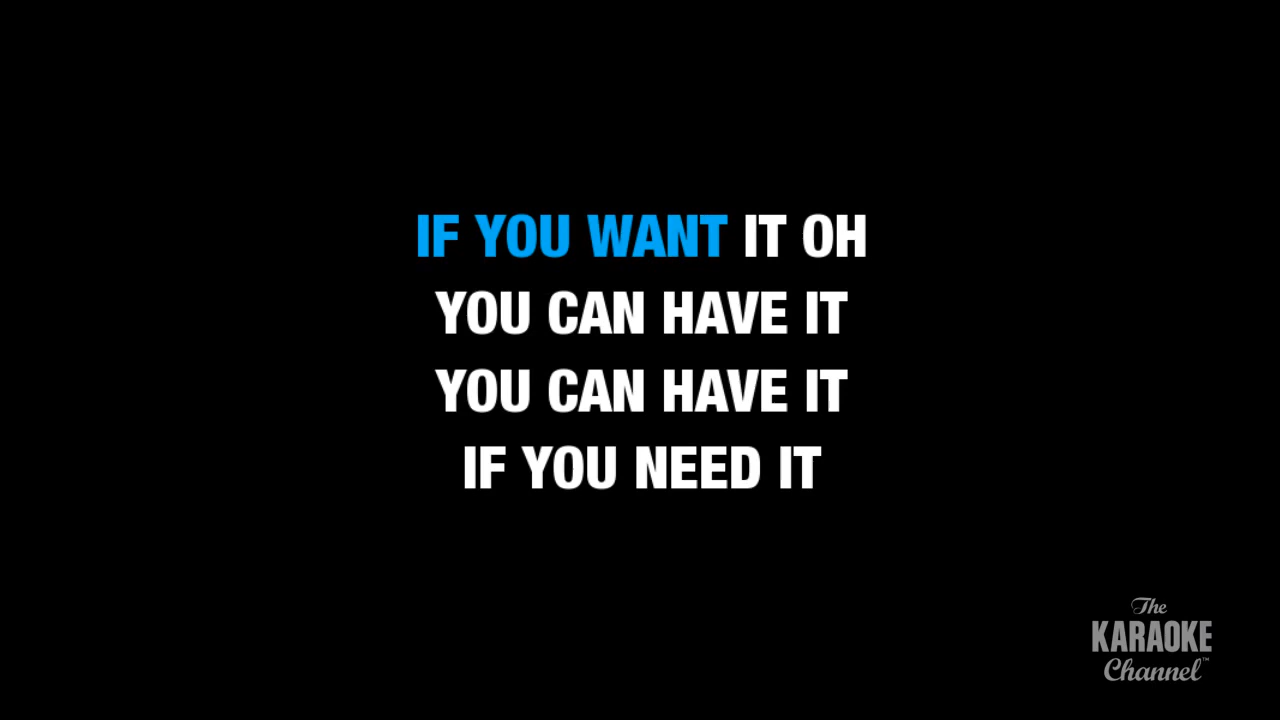 IF YOU WANT IT OH
YOU CAN HAVE IT
YOU CAN HAVE IT
IF YOU NEED IT
The
KARAOKE
Channel™